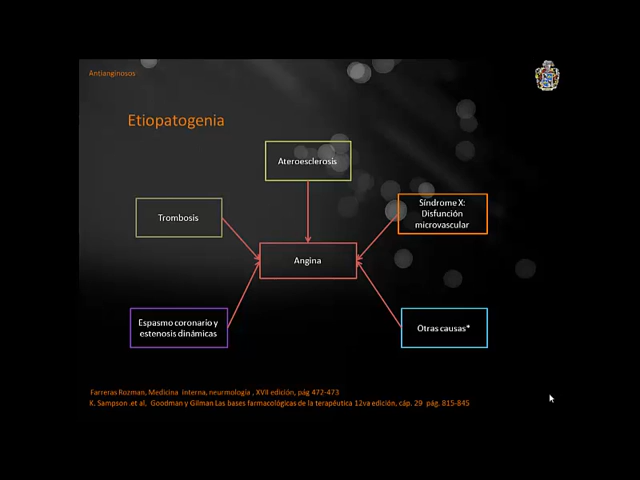 Antianginosos
Etiopatogenia
Ateroesclerosis
Trombosis
Síndrome X:
Disfunción
microvascular
Angina
Espasmo coronario y
estenosis dinámicas
Otras causas*
Farreras Rozman, Medicina interna, neurmología , XVII edición, pág 472-473
K. Sampson .et al, Goodman y Gilman Las bases farmacológicas de la terapéutica 12va edición, cáp. 29 pág. 815-845